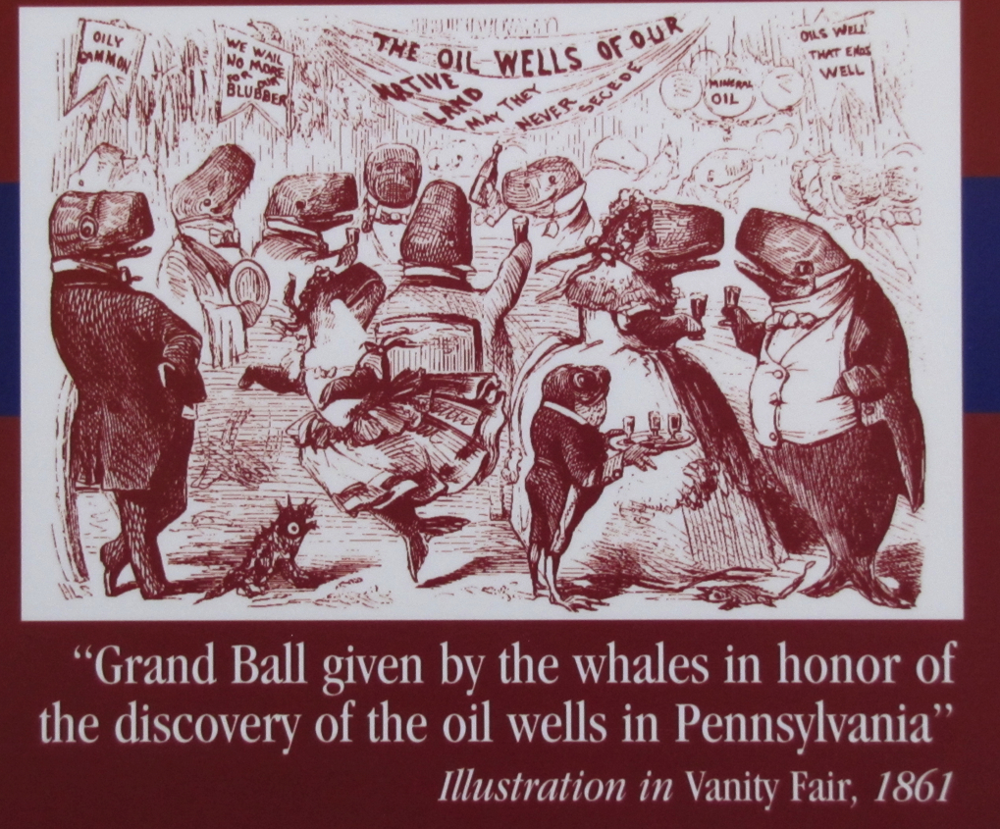 OILY
GAMMON
WE WAIL
NO MORE
FOR OUR
BLUBBER
THE OIL WELLS OF OUR
NATIVE
LAND
MAY THEY
NEVER SECEDE
MINERAL
OIL
OILS WELL
THAT ENDS
WELL
“Grand Ball given by the whales in honor of
the discovery of the oil wells in Pennsylvania”
Illustration in Vanity Fair, 1861